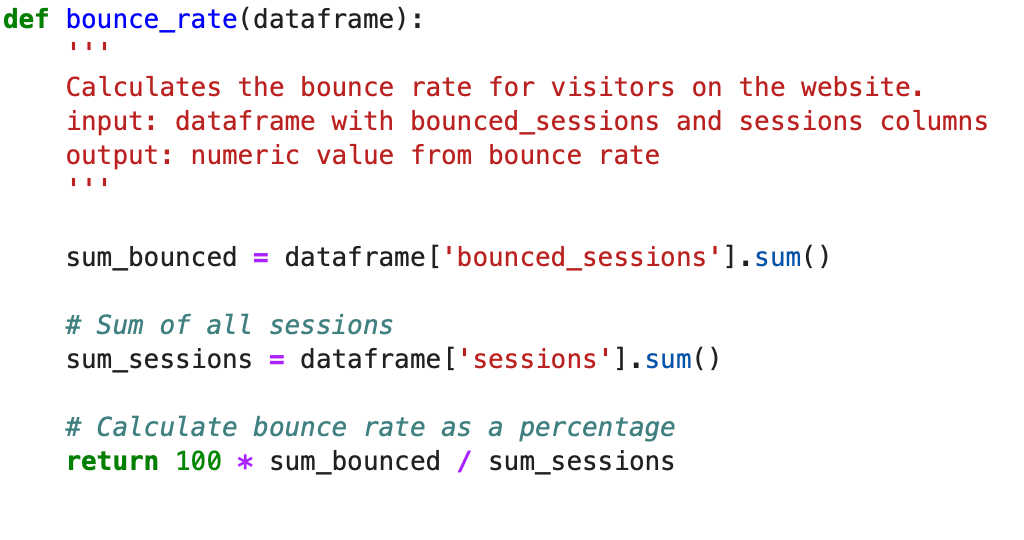 def bounce_rate(dataframe):
    '''
    Calculates the bounce rate for visitors on the website.
    input: dataframe with bounced_sessions and sessions columns
    output: numeric value from bounce rate
    '''
    sum_bounced = dataframe['bounced_sessions'].sum()
    # Sum of all sessions
    sum_sessions = dataframe['sessions'].sum()
    # Calculate bounce rate as a percentage
    return 100 * sum_bounced / sum_sessions